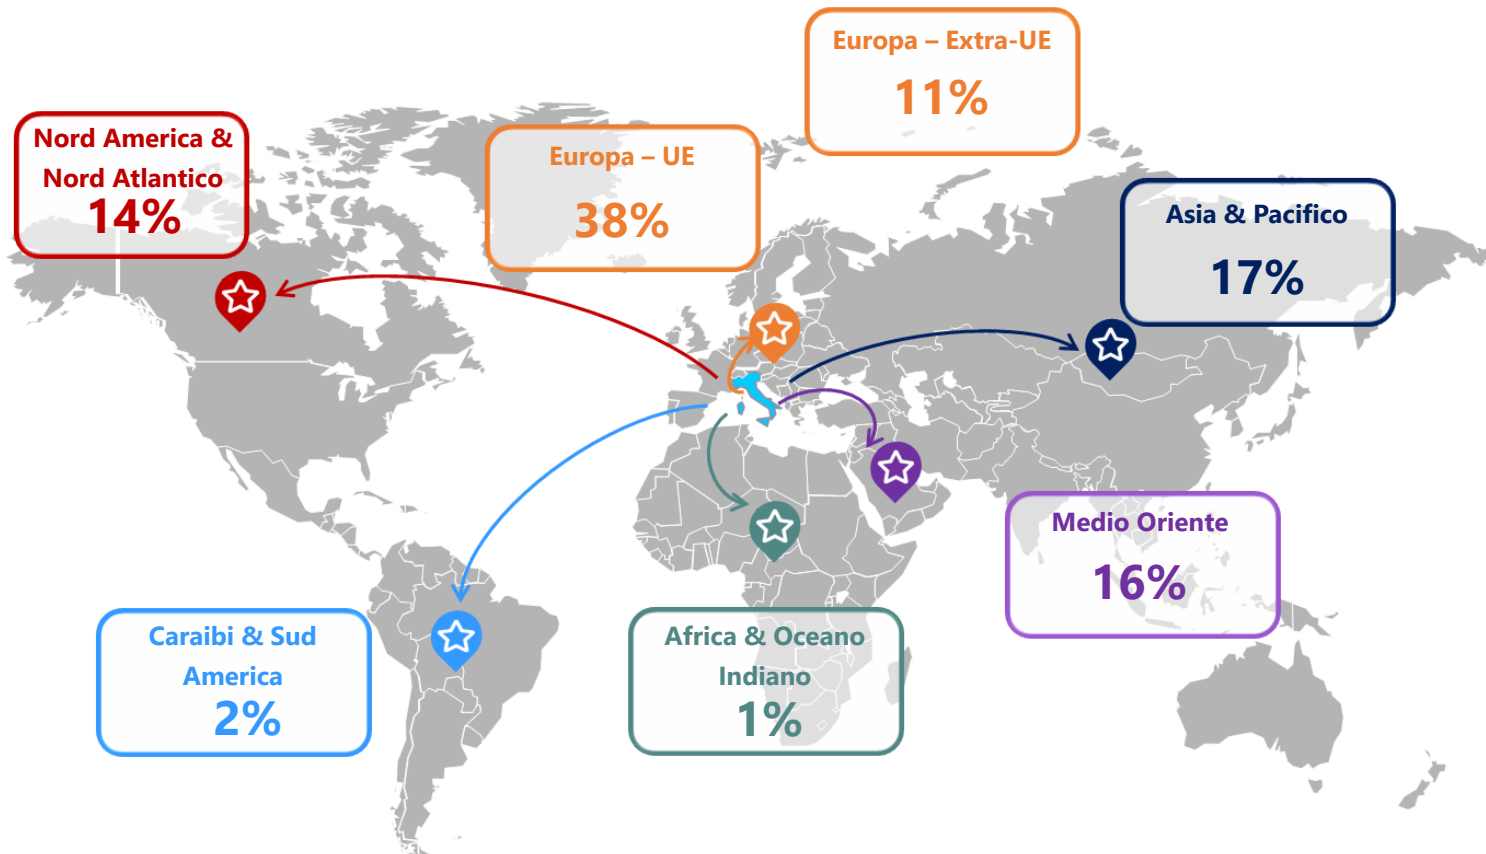 Europa – Extra-UE
11%
Nord America &
Nord Atlantico
14%
Europa – UE
38%
Asia & Pacifico
17%
Medio Oriente
16%
Caraibi & Sud
America
2%
Africa & Oceano
Indiano
1%